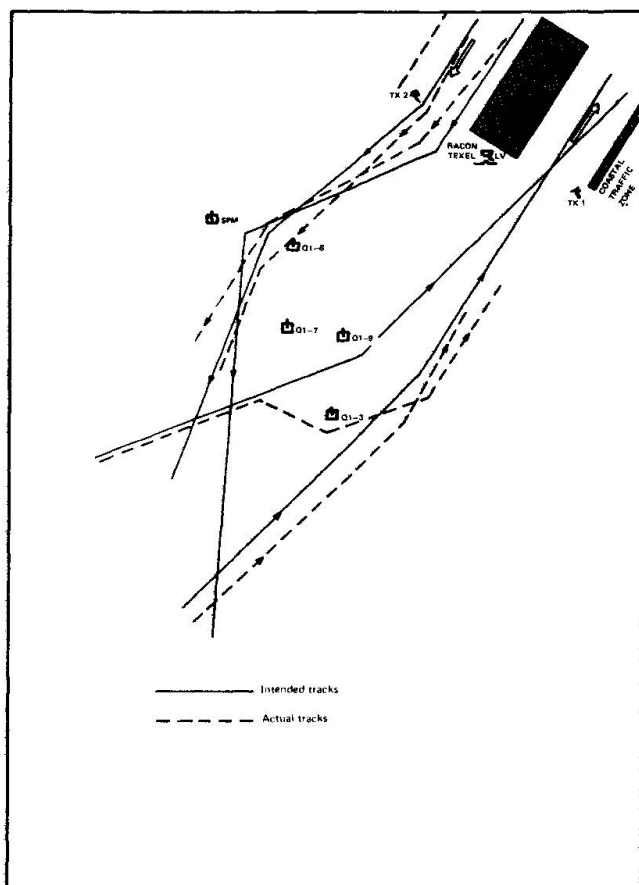 TX 2
RACON
TEXEL LV
TX 1
COASTAL
TRAFFIC
ZONE
SPM
Q1-8
Q1-7
Q1-9
Q1-3
Intended tracks
Actual tracks